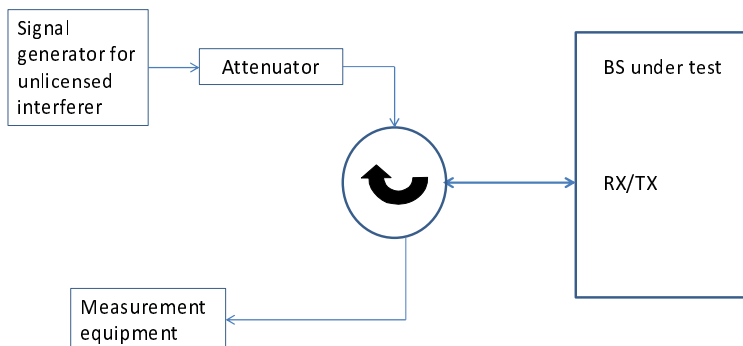 Signal
generator for
unlicensed
interferer
Attenuator
BS under test
RX/TX
Measurement
equipment